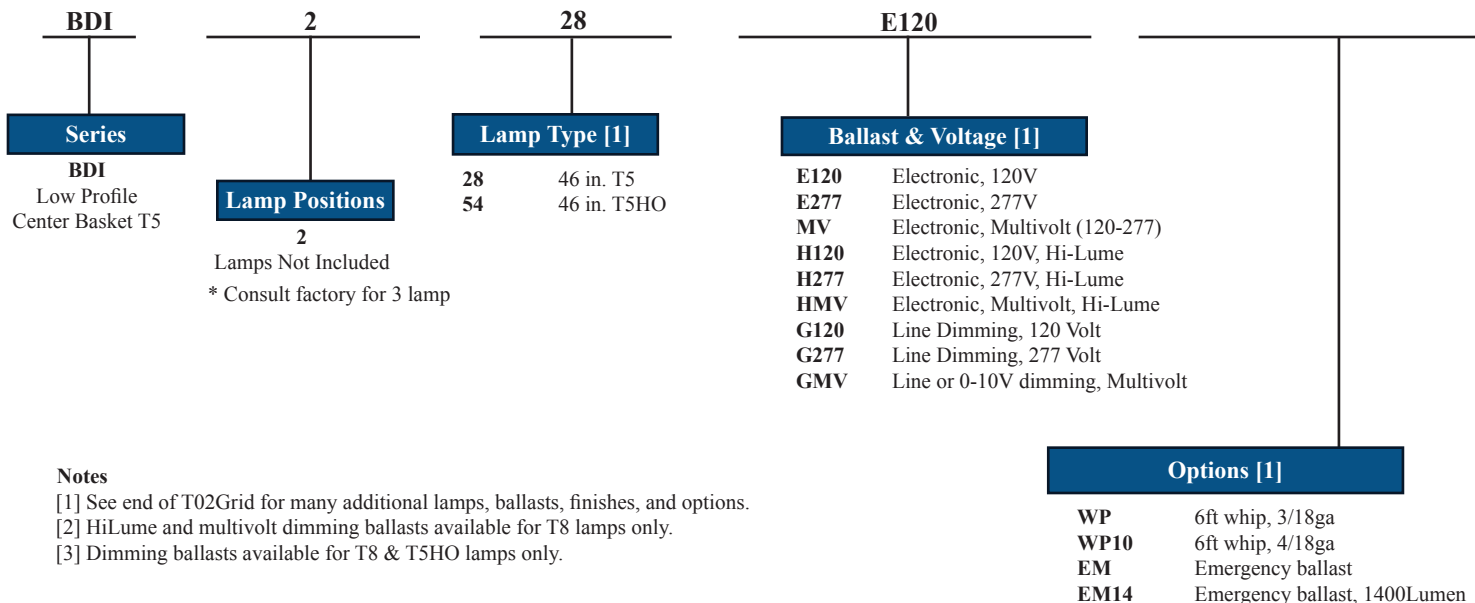 BDI 2 28 E120
Series
BDI
Low Profile
Center Basket T5
Lamp Positions
2
Lamps Not Included
* Consult factory for 3 lamp
Lamp Type [1]
28 46 in. T5
54 46 in. T5HO
Ballast & Voltage [1]
E120 Electronic, 120V
E277 Electronic, 277V
MV Electronic, Multivolt (120-277)
H120 Electronic, 120V, Hi-Lume
H277 Electronic, 277V, Hi-Lume
HMV Electronic, Multivolt, Hi-Lume
G120 Line Dimming, 120 Volt
G277 Line Dimming, 277 Volt
GMV Line or 0-10V dimming, Multivolt
Options [1]
WP 6ft whip, 3/18ga
WP10 6ft whip, 4/18ga
EM Emergency ballast
EM14 Emergency ballast, 1400Lumen
Notes
[1] See end of T02Grid for many additional lamps, ballasts, finishes, and options.
[2] HiLume and multivolt dimming ballasts available for T8 lamps only.
[3] Dimming ballasts available for T8 & T5HO lamps only.